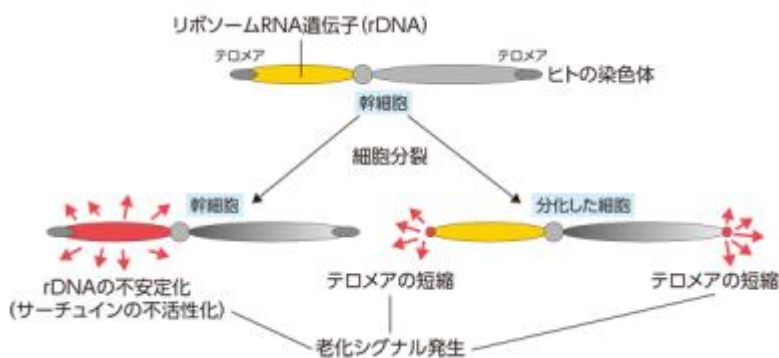 リボソームRNA遺伝子(rDNA)
テロメア
テロメア
ヒトの染色体
幹細胞
細胞分裂
幹細胞
分化した細胞
rDNAの不安定化
(サーチュインの不活性化)
テロメアの短縮
テロメアの短縮
老化シグナル発生